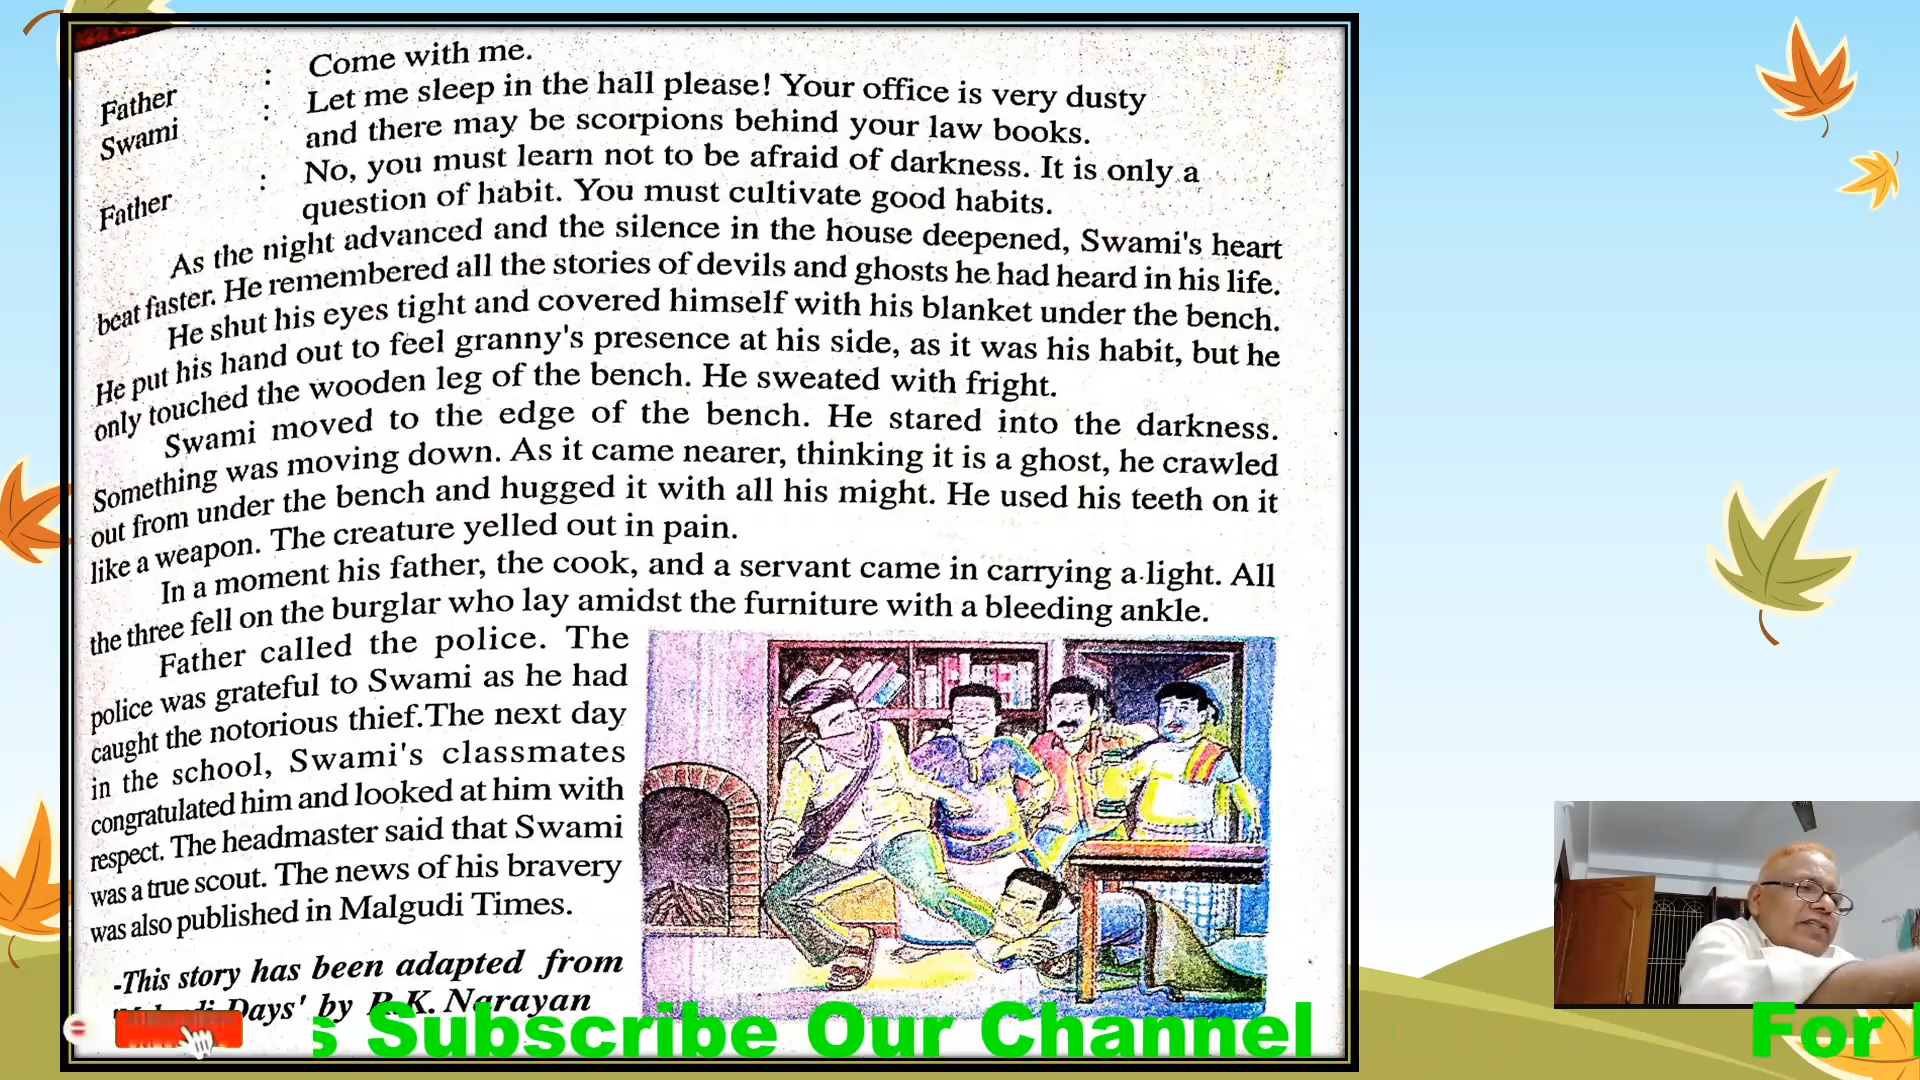 Father : Come with me.
Swami : Let me sleep in the hall please! Your office is very dusty
and there may be scorpions behind your law books.
Father : No, you must learn not to be afraid of darkness. It is only a
question of habit. You must cultivate good habits.
As the night advanced and the silence in the house deepened, Swami's heart
beat faster. He remembered all the stories of devils and ghosts he had heard in his life.
He shut his eyes tight and covered himself with his blanket under the bench.
He put his hand out to feel granny's presence at his side, as it was his habit, but he
only touched the wooden leg of the bench. He sweated with fright.
Swami moved to the edge of the bench. He stared into the darkness.
Something was moving down. As it came nearer, thinking it is a ghost, he crawled
out from under the bench and hugged it with all his might. He used his teeth on it
like a weapon. The creature yelled out in pain.
In a moment his father, the cook, and a servant came in carrying a light. All
the three fell on the burglar who lay amidst the furniture with a bleeding ankle.
Father called the police. The
police was grateful to Swami as he had
caught the notorious thief.The next day
in the school, Swami's classmates
congratulated him and looked at him with
respect. The headmaster said that Swami
was a true scout. The news of his bravery
was also published in Malgudi Times.
-This story has been adapted from
Days' by R.K. Narayan
s Subscribe Our Channel
For